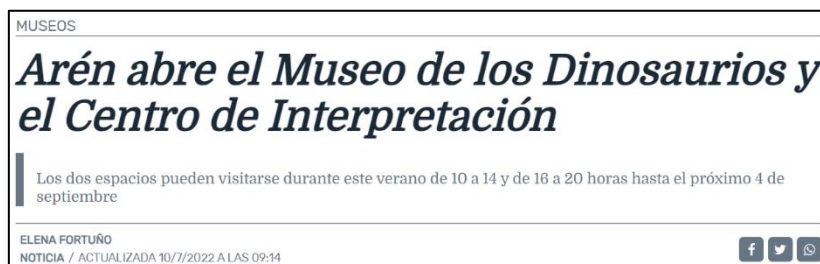 MUSEOS
Arén abre el Museo de los Dinosaurios y
el Centro de Interpretación
Los dos espacios pueden visitarse durante este verano de 10 a 14 y de 16 a 20 horas hasta el próximo 4 de
septiembre
ELENA FORTUÑO
NOTICIA / ACTUALIZADA 10/7/2022 A LAS 09:14